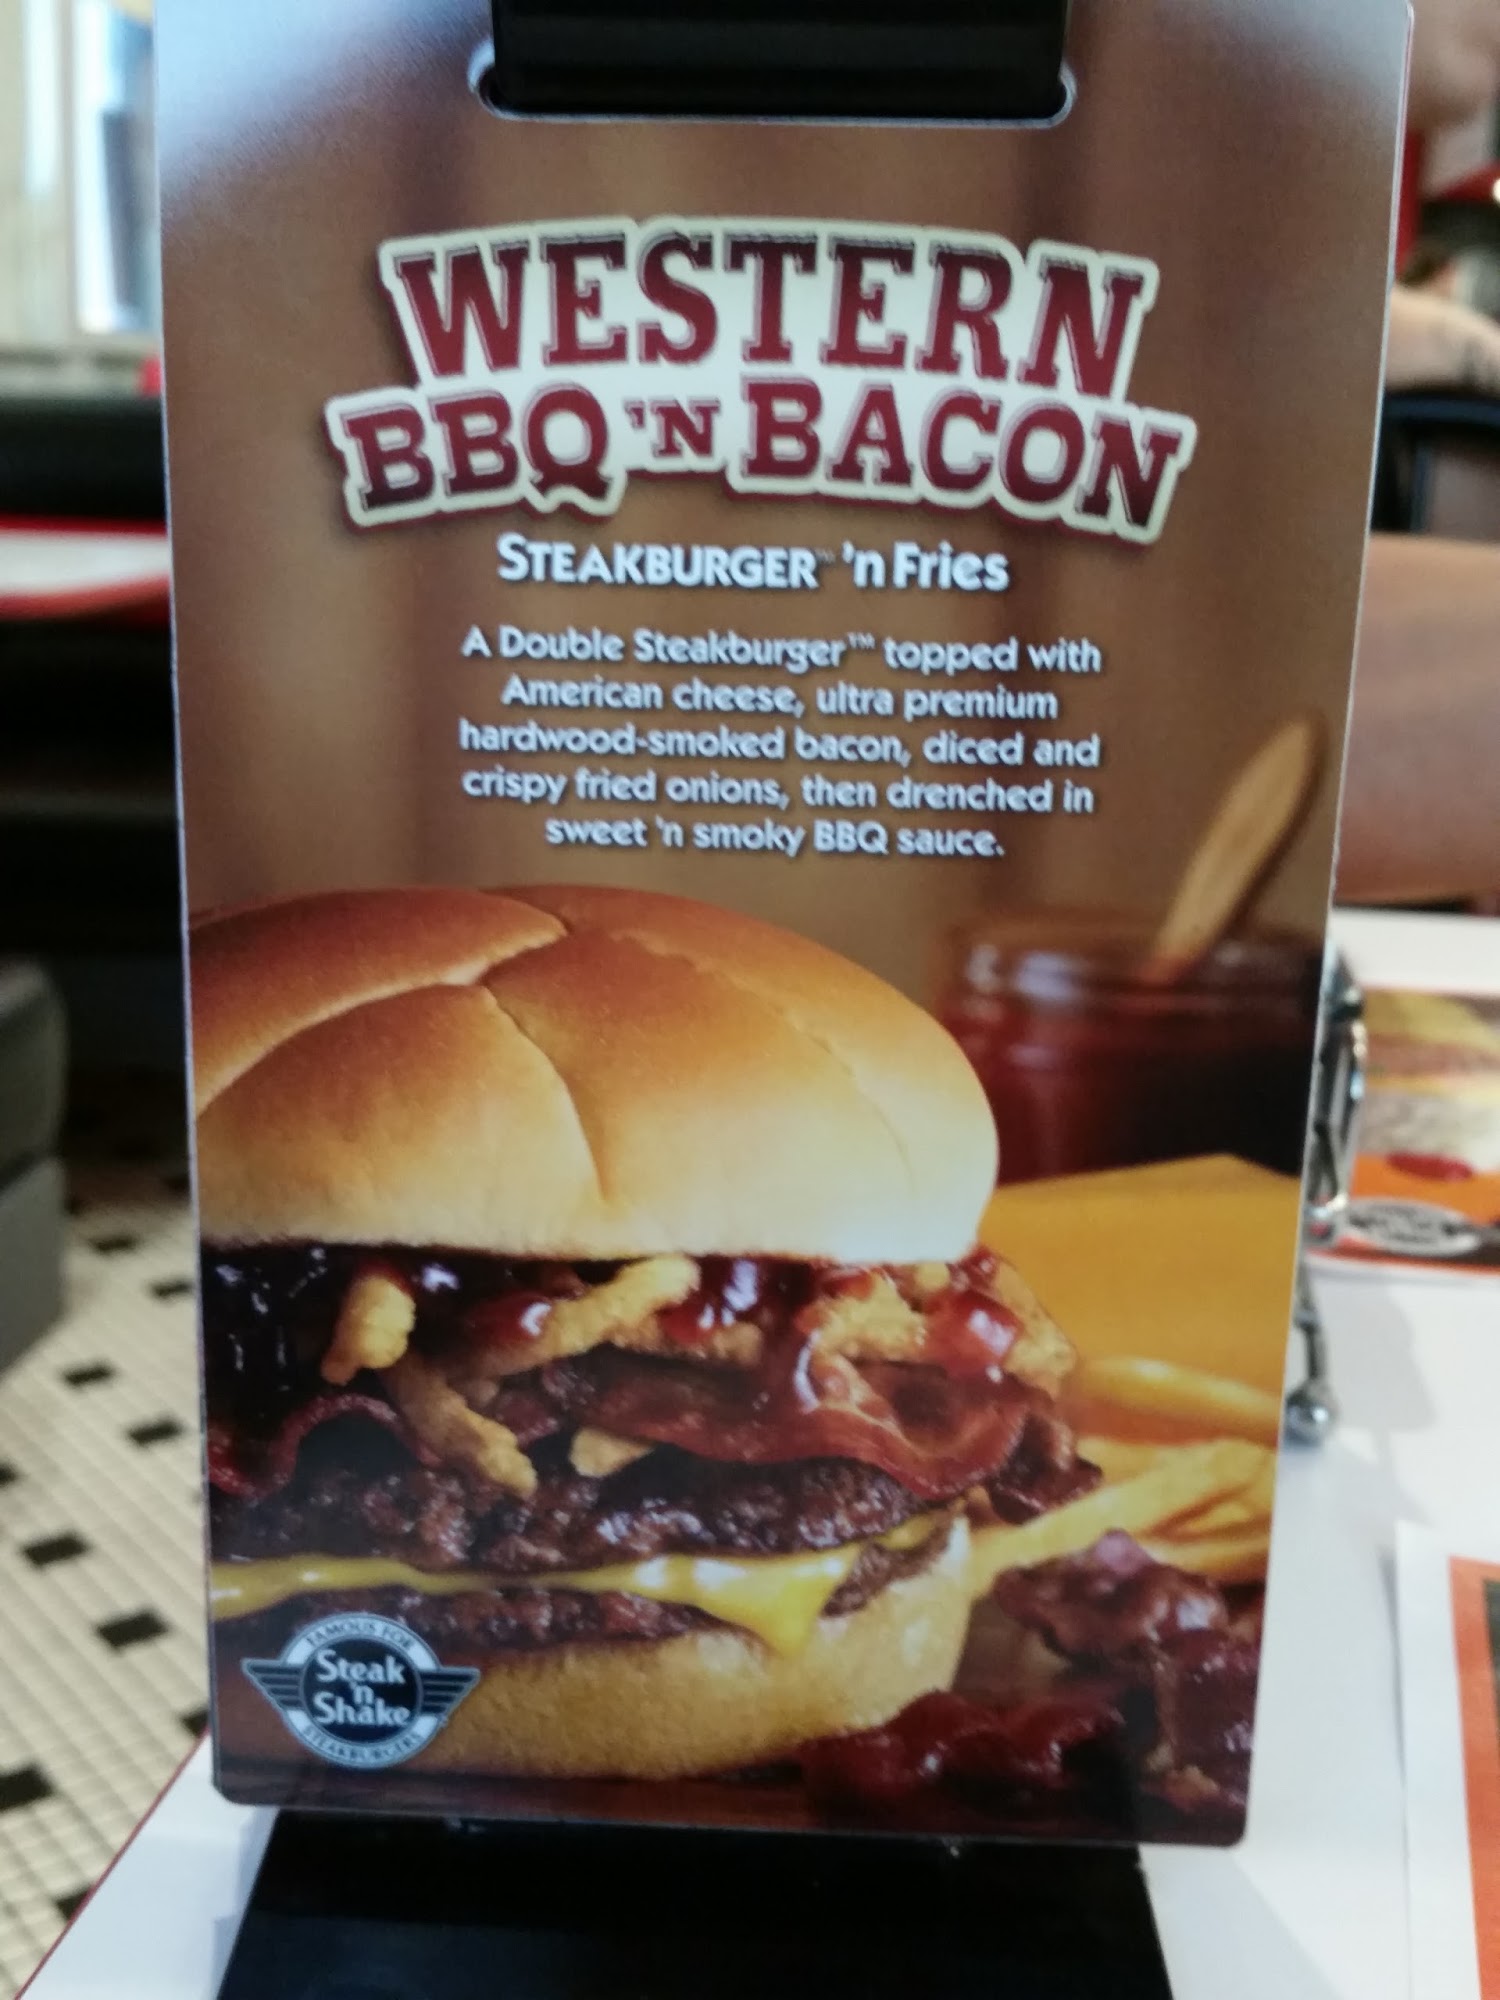 WESTERN
BBQ 'N BACON
STEAKBURGER™ 'n Fries
A Double Steakburger™ topped with
American cheese, ultra premium
hardwood-smoked bacon, diced and
crispy fried onions, then drenched in
sweet 'n smoky BBQ sauce.
FAMOUS FOR
Steak
'n
Shake
STEAKBURGERS